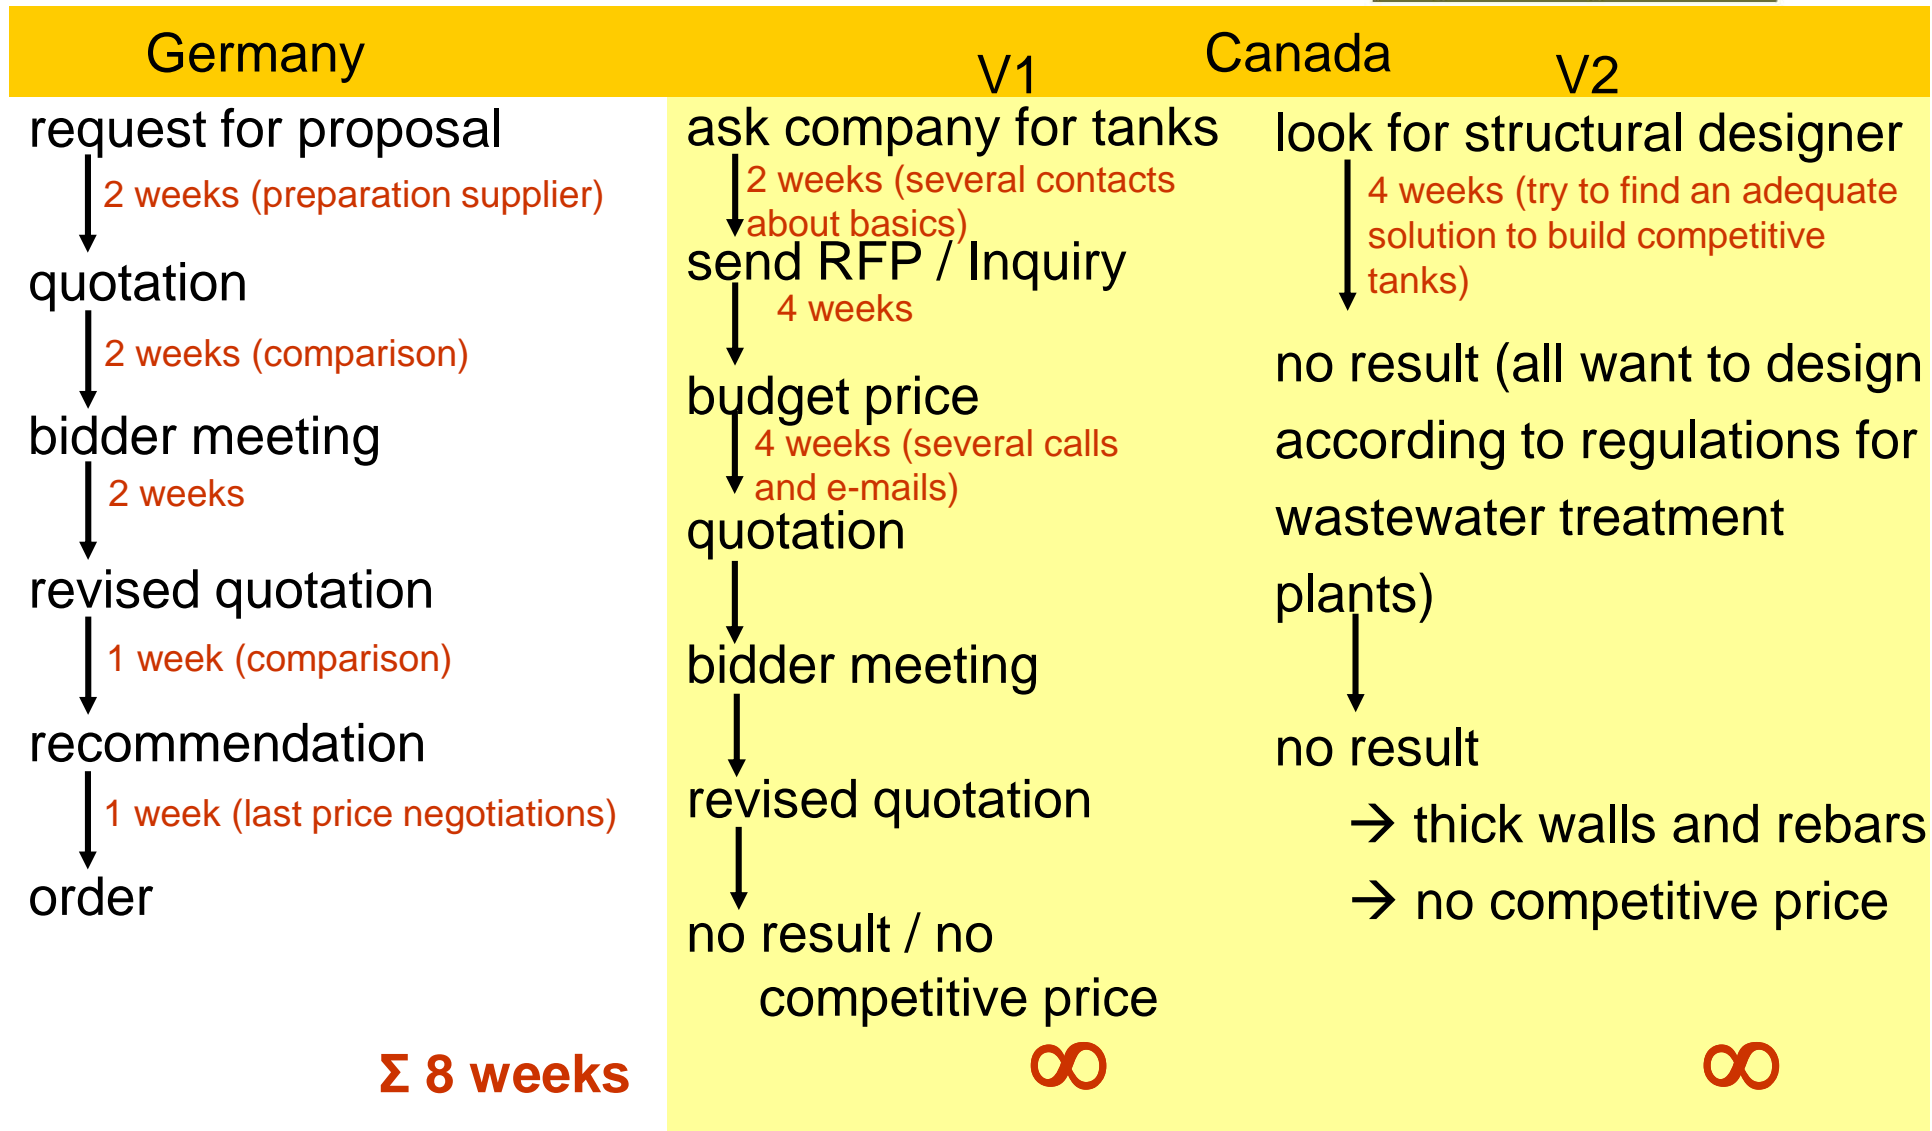 Germany
Canada
V1
V2
request for proposal
2 weeks (preparation supplier)
quotation
2 weeks (comparison)
bidder meeting
2 weeks
revised quotation
1 week (comparison)
recommendation
1 week (last price negotiations)
order
Σ 8 weeks
ask company for tanks
2 weeks (several contacts
about basics)
send RFP / Inquiry
4 weeks
budget price
4 weeks (several calls
and e-mails)
quotation
bidder meeting
revised quotation
no result / no
competitive price
∞
look for structural designer
4 weeks (try to find an adequate
solution to build competitive
tanks)
no result (all want to design
according to regulations for
wastewater treatment
plants)
no result
→ thick walls and rebars
→ no competitive price
∞